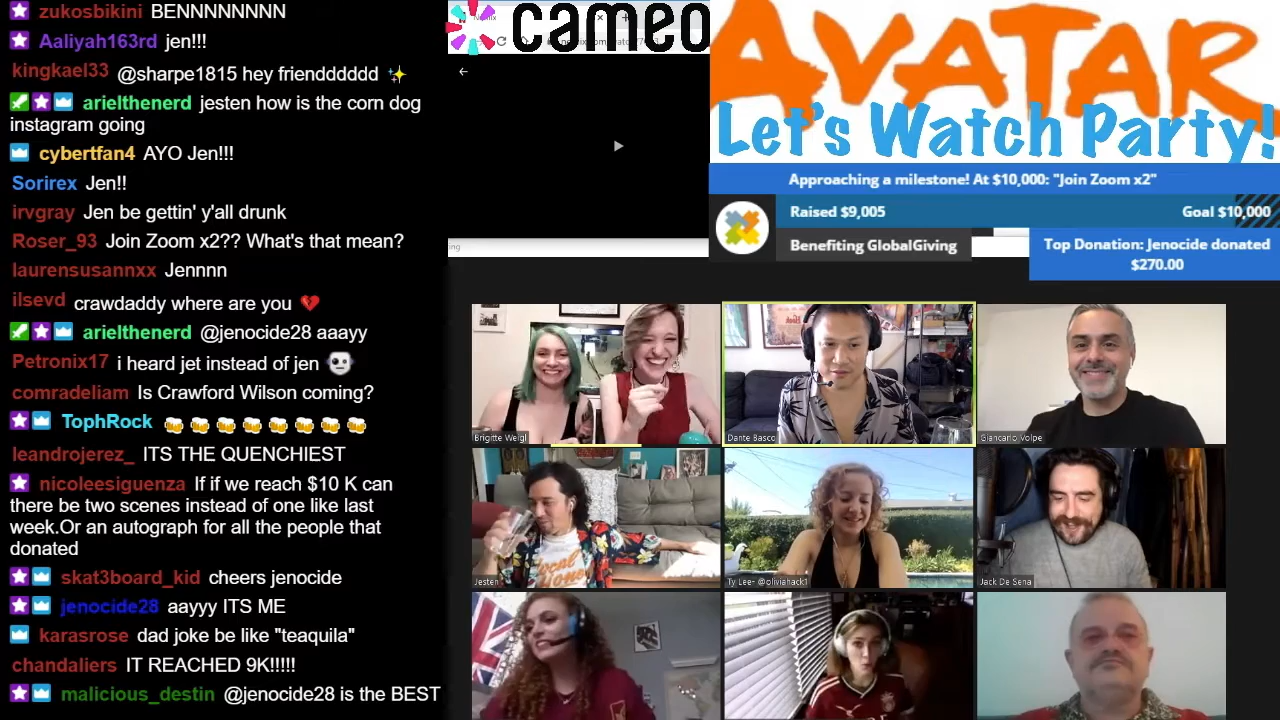 zukosbikini BENNNNNNNN
Aaliyah163rd jen!!!
kingkael33 @sharpe1815 hey friendddddd ✨
arielthenerd jesten how is the corn dog
instagram going
cybertfan4 AYO Jen!!!
Sorirex Jen!!
irvgray Jen be gettin' y'all drunk
Roser_93 Join Zoom x2?? What's that mean?
laurensusannxx Jennnn
ilsevd crawdaddy where are you 💔
arielthenerd @jenocide28 aaayy
Petronix17 i heard jet instead of jen
comradeliam Is Crawford Wilson coming?
TophRock 🍻 🍻 🍻 🍻 🍻 🍻 🍻 🍻
leandrojerez_ ITS THE QUENCHIEST
nicoleesiguenza If if we reach $10 K can
there be two scenes instead of one like last
week.Or an autograph for all the people that
donated
skat3board_kid cheers jenocide
jenocide28 aayyy ITS ME
karasrose dad joke be like "teaquila"
chandaliers IT REACHED 9K!!!!!
malicious_destin @jenocide28 is the BEST
cameo
AVATAR
Let's Watch Party!
Approaching a milestone! At $10,000: "Join Zoom x2"
Raised $9,005
Goal $10,000
Benefiting GlobalGiving
Top Donation: Jenocide donated
$270.00
Brigitte Weigl
Dante Basco
Giancarlo Volpe
Jesten
Ty Lee- @oliviahack1
Jack De Sena